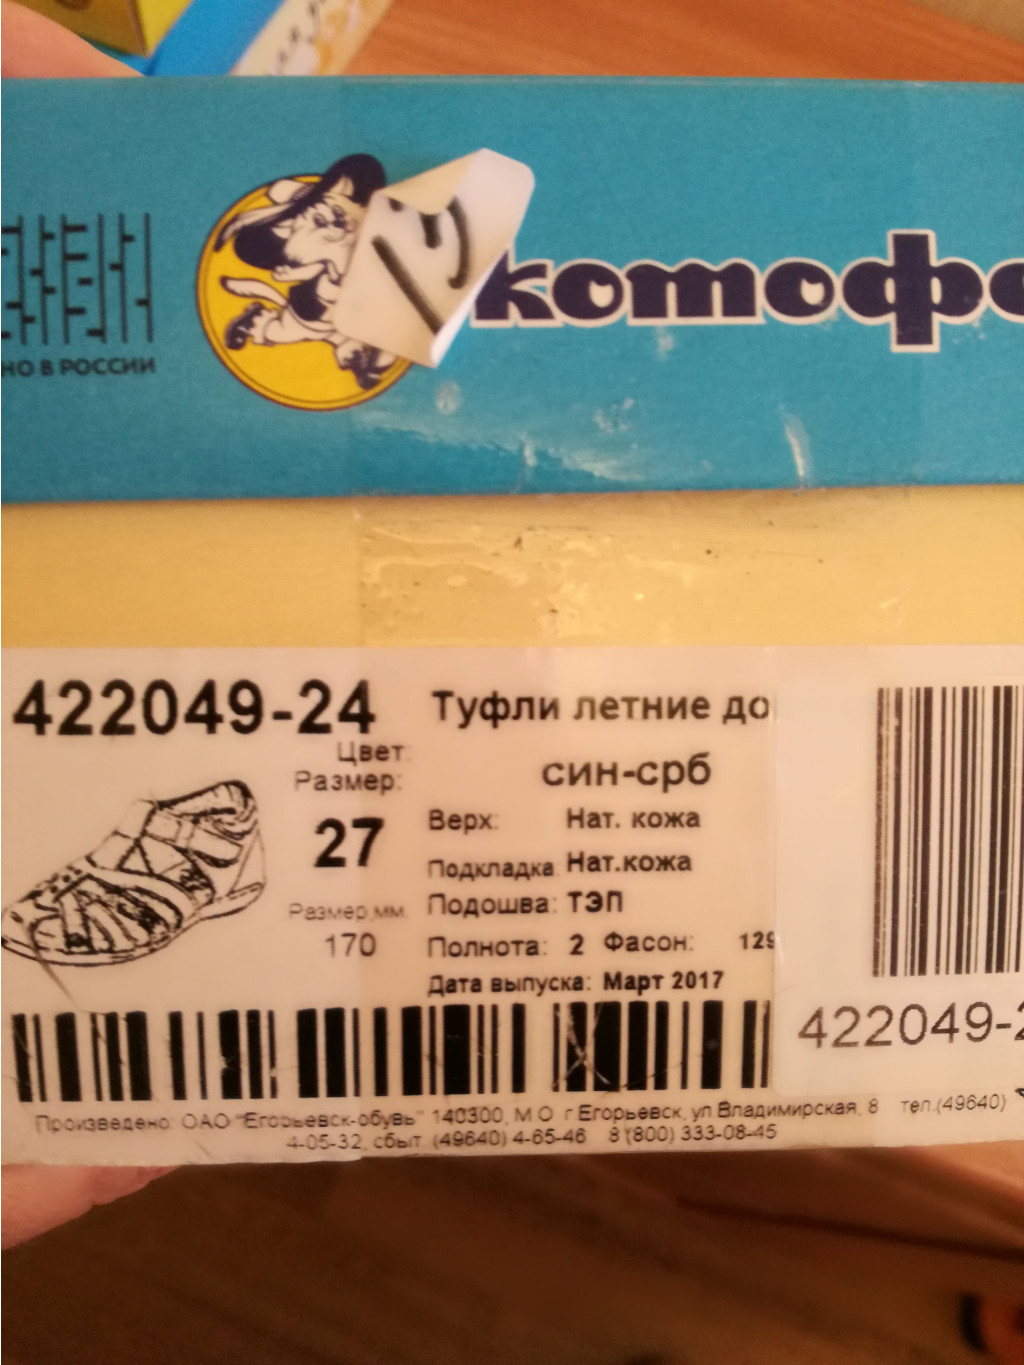 НО В РОССИИ
котофе
422049-24
Туфли летние до
Цвет:
син-срб
Размер:
27
Верх: Нат. кожа
Подкладка Нат.кожа
Размер,мм.
170
Подошва: ТЭП
Полнота: 2 Фасон: 129
Дата выпуска: Март 2017
422049-2
Произведено: ОАО "Егорьевск-обувь" 140300, М.О. г Егорьевск, ул Владимирская, 8 тел.(49640)
4-05-32, сбыт. (49640) 4-65-46 8 (800) 333-08-45